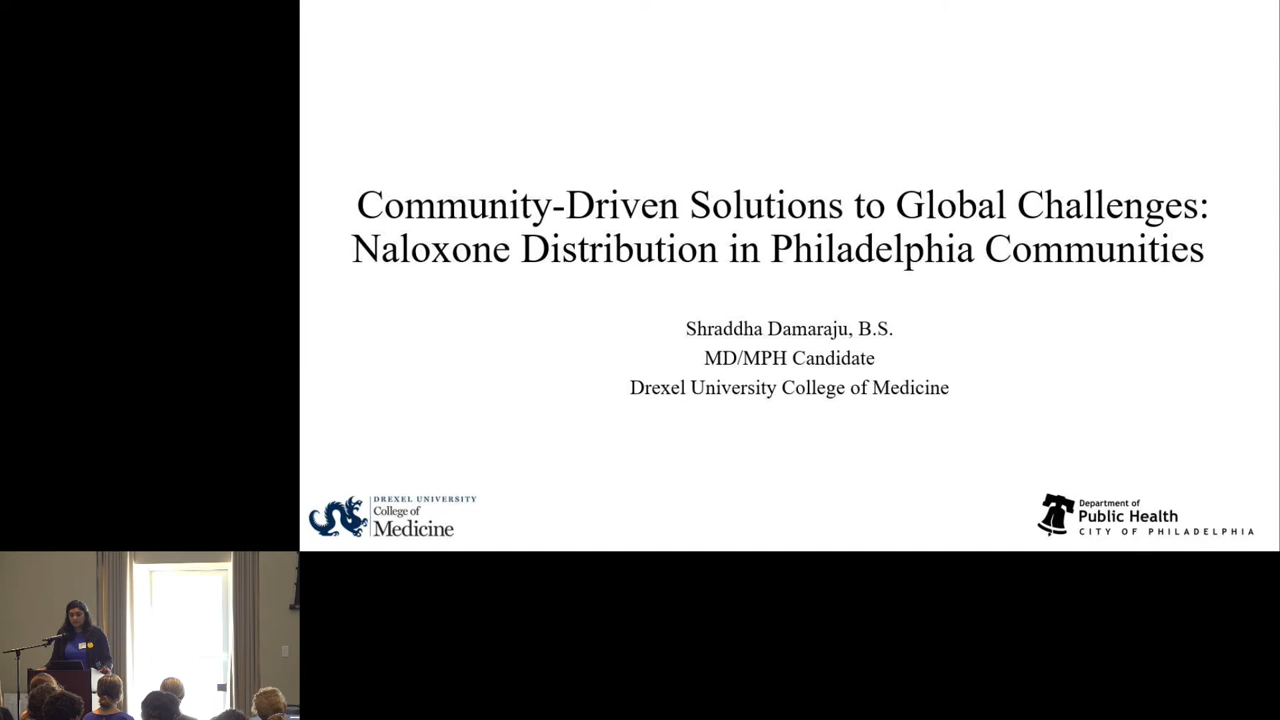 Community-Driven Solutions to Global Challenges:
Naloxone Distribution in Philadelphia Communities
Shraddha Damaraju, B.S.
MD/MPH Candidate
Drexel University College of Medicine
DREXEL UNIVERSITY
College of
Medicine
Department of
Public Health
CITY OF PHILADELPHIA